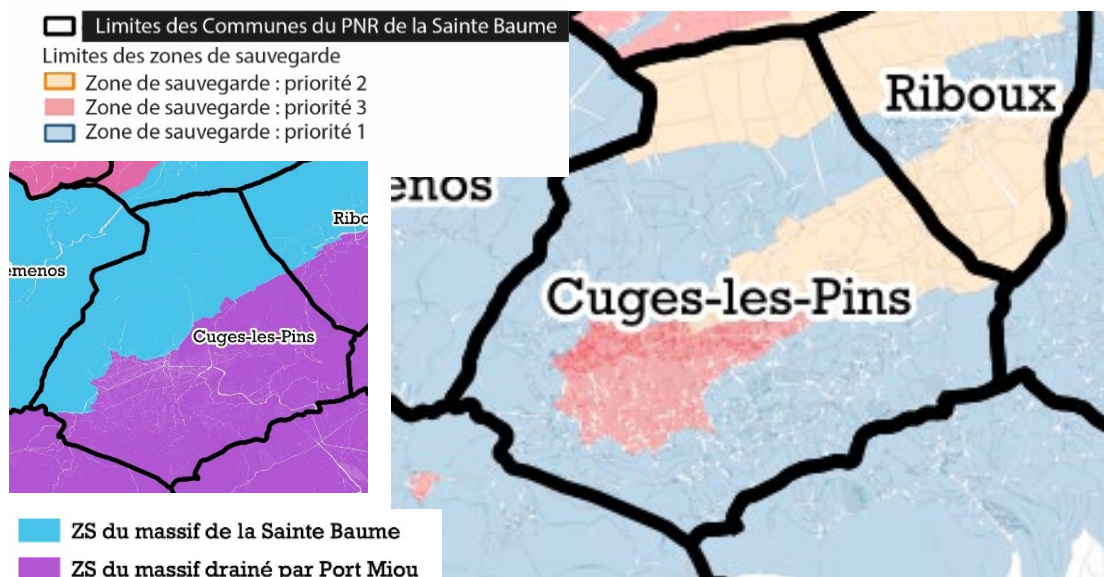 Limites des Communes du PNR de la Sainte Baume
Limites des zones de sauvegarde
Zone de sauvegarde : priorité 2
Zone de sauvegarde : priorité 3
Zone de sauvegarde : priorité 1
Riboux
enos
Cuges-les-Pins
Ribo
émenos
Cuges-les-Pins
ZS du massif de la Sainte Baume
ZS du massif drainé par Port Miou